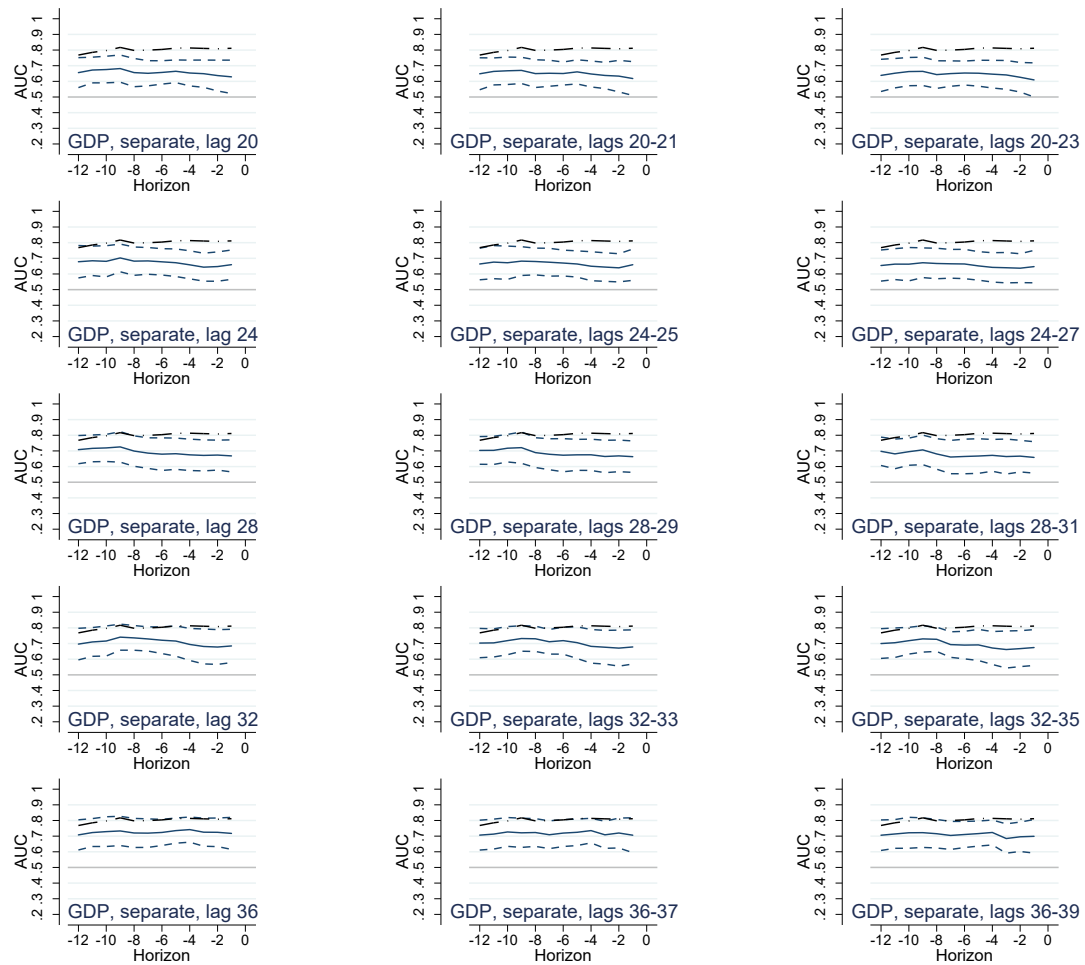 AUC
.2 .3 .4 .5 .6 .7 .8 .9 1
GDP, separate, lag 20
-12 -10 -8 -6 -4 -2 0
Horizon
AUC
.2 .3 .4 .5 .6 .7 .8 .9 1
GDP, separate, lags 20-21
-12 -10 -8 -6 -4 -2 0
Horizon
AUC
.2 .3 .4 .5 .6 .7 .8 .9 1
GDP, separate, lags 20-23
-12 -10 -8 -6 -4 -2 0
Horizon
AUC
.2 .3 .4 .5 .6 .7 .8 .9 1
GDP, separate, lag 24
-12 -10 -8 -6 -4 -2 0
Horizon
AUC
.2 .3 .4 .5 .6 .7 .8 .9 1
GDP, separate, lags 24-25
-12 -10 -8 -6 -4 -2 0
Horizon
AUC
.2 .3 .4 .5 .6 .7 .8 .9 1
GDP, separate, lags 24-27
-12 -10 -8 -6 -4 -2 0
Horizon
AUC
.2 .3 .4 .5 .6 .7 .8 .9 1
GDP, separate, lag 28
-12 -10 -8 -6 -4 -2 0
Horizon
AUC
.2 .3 .4 .5 .6 .7 .8 .9 1
GDP, separate, lags 28-29
-12 -10 -8 -6 -4 -2 0
Horizon
AUC
.2 .3 .4 .5 .6 .7 .8 .9 1
GDP, separate, lags 28-31
-12 -10 -8 -6 -4 -2 0
Horizon
AUC
.2 .3 .4 .5 .6 .7 .8 .9 1
GDP, separate, lag 32
-12 -10 -8 -6 -4 -2 0
Horizon
AUC
.2 .3 .4 .5 .6 .7 .8 .9 1
GDP, separate, lags 32-33
-12 -10 -8 -6 -4 -2 0
Horizon
AUC
.2 .3 .4 .5 .6 .7 .8 .9 1
GDP, separate, lags 32-35
-12 -10 -8 -6 -4 -2 0
Horizon
AUC
.2 .3 .4 .5 .6 .7 .8 .9 1
GDP, separate, lag 36
-12 -10 -8 -6 -4 -2 0
Horizon
AUC
.2 .3 .4 .5 .6 .7 .8 .9 1
GDP, separate, lags 36-37
-12 -10 -8 -6 -4 -2 0
Horizon
AUC
.2 .3 .4 .5 .6 .7 .8 .9 1
GDP, separate, lags 36-39
-12 -10 -8 -6 -4 -2 0
Horizon